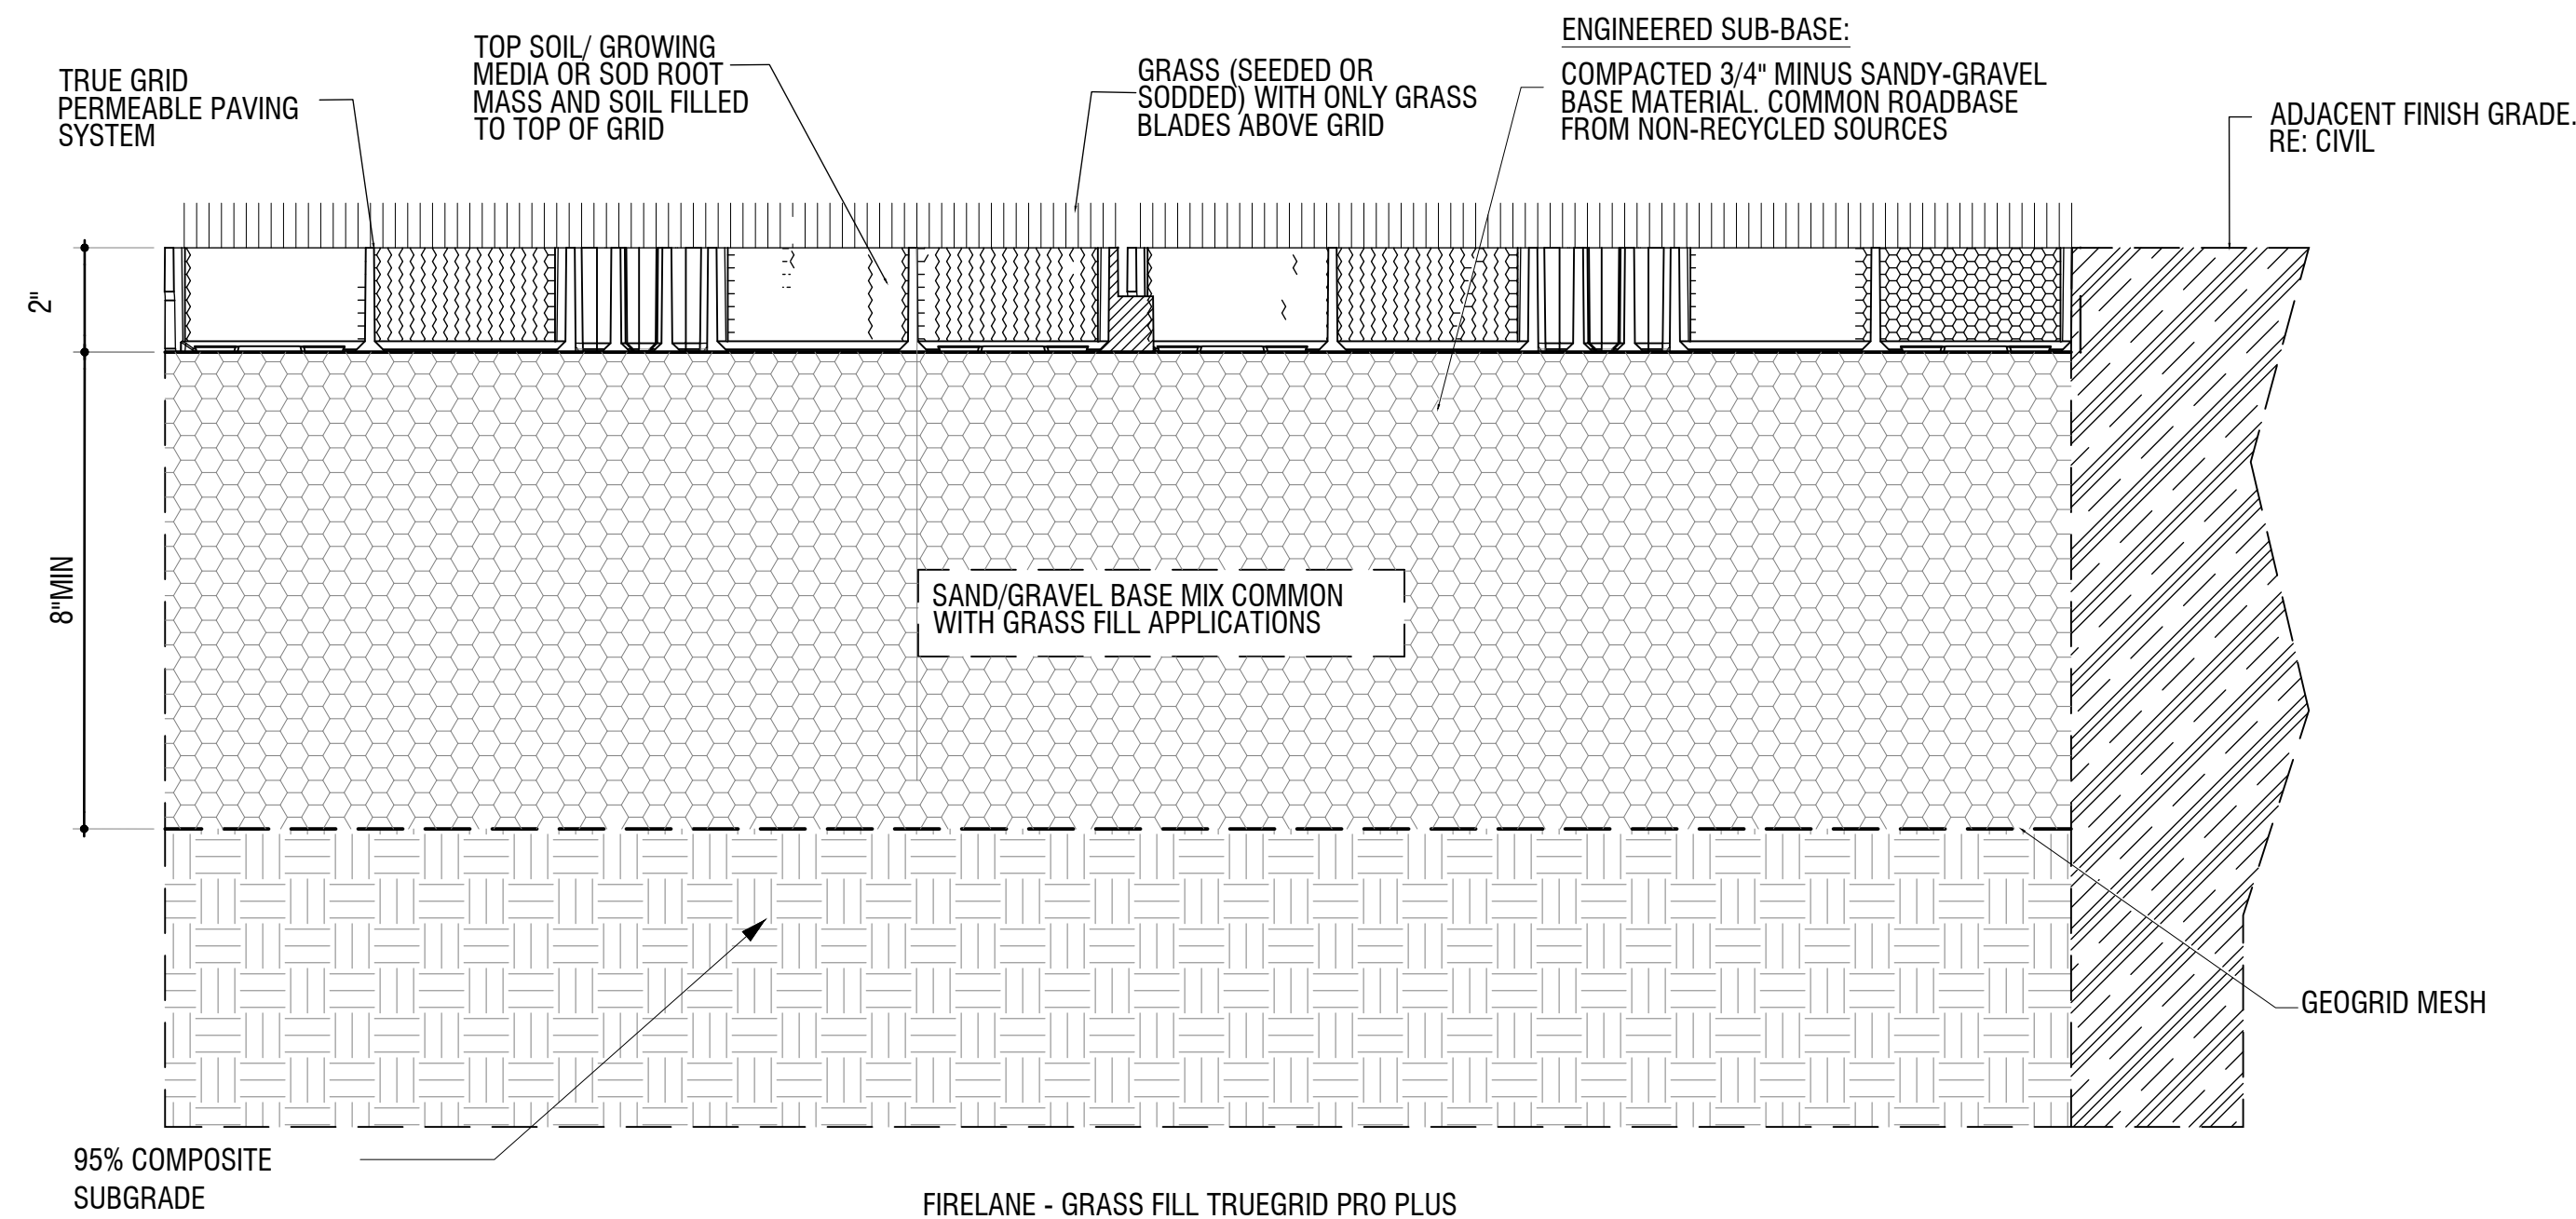 ENGINEERED SUB-BASE:
TRUE GRID
PERMEABLE PAVING
SYSTEM
TOP SOIL/ GROWING
MEDIA OR SOD ROOT
MASS AND SOIL FILLED
TO TOP OF GRID
GRASS (SEEDED OR
SODDED) WITH ONLY GRASS
BLADES ABOVE GRID
COMPACTED 3/4" MINUS SANDY-GRAVEL
BASE MATERIAL. COMMON ROADBASE
FROM NON-RECYCLED SOURCES
ADJACENT FINISH GRADE.
RE: CIVIL
2"
8"MIN
SAND/GRAVEL BASE MIX COMMON
WITH GRASS FILL APPLICATIONS
GEOGRID MESH
95% COMPOSITE
SUBGRADE
FIRELANE - GRASS FILL TRUEGRID PRO PLUS